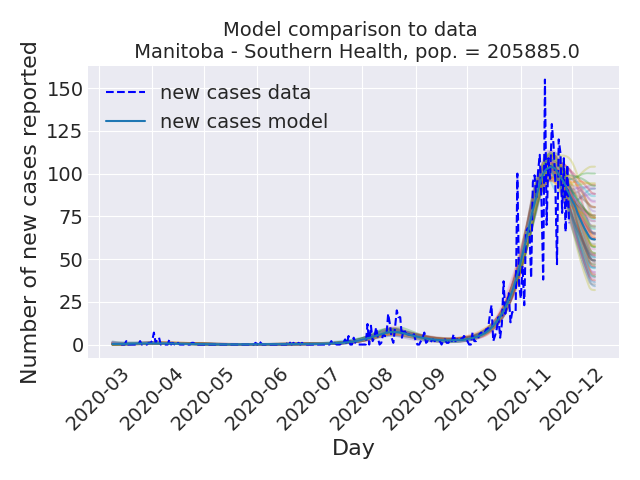 Model comparison to data
Manitoba - Southern Health, pop. = 205885.0
Number of new cases reported
150
125
100
75
50
25
0
new cases data
new cases model
2020-03
2020-04
2020-05
2020-06
2020-07
2020-08
2020-09
2020-10
2020-11
2020-12
Day